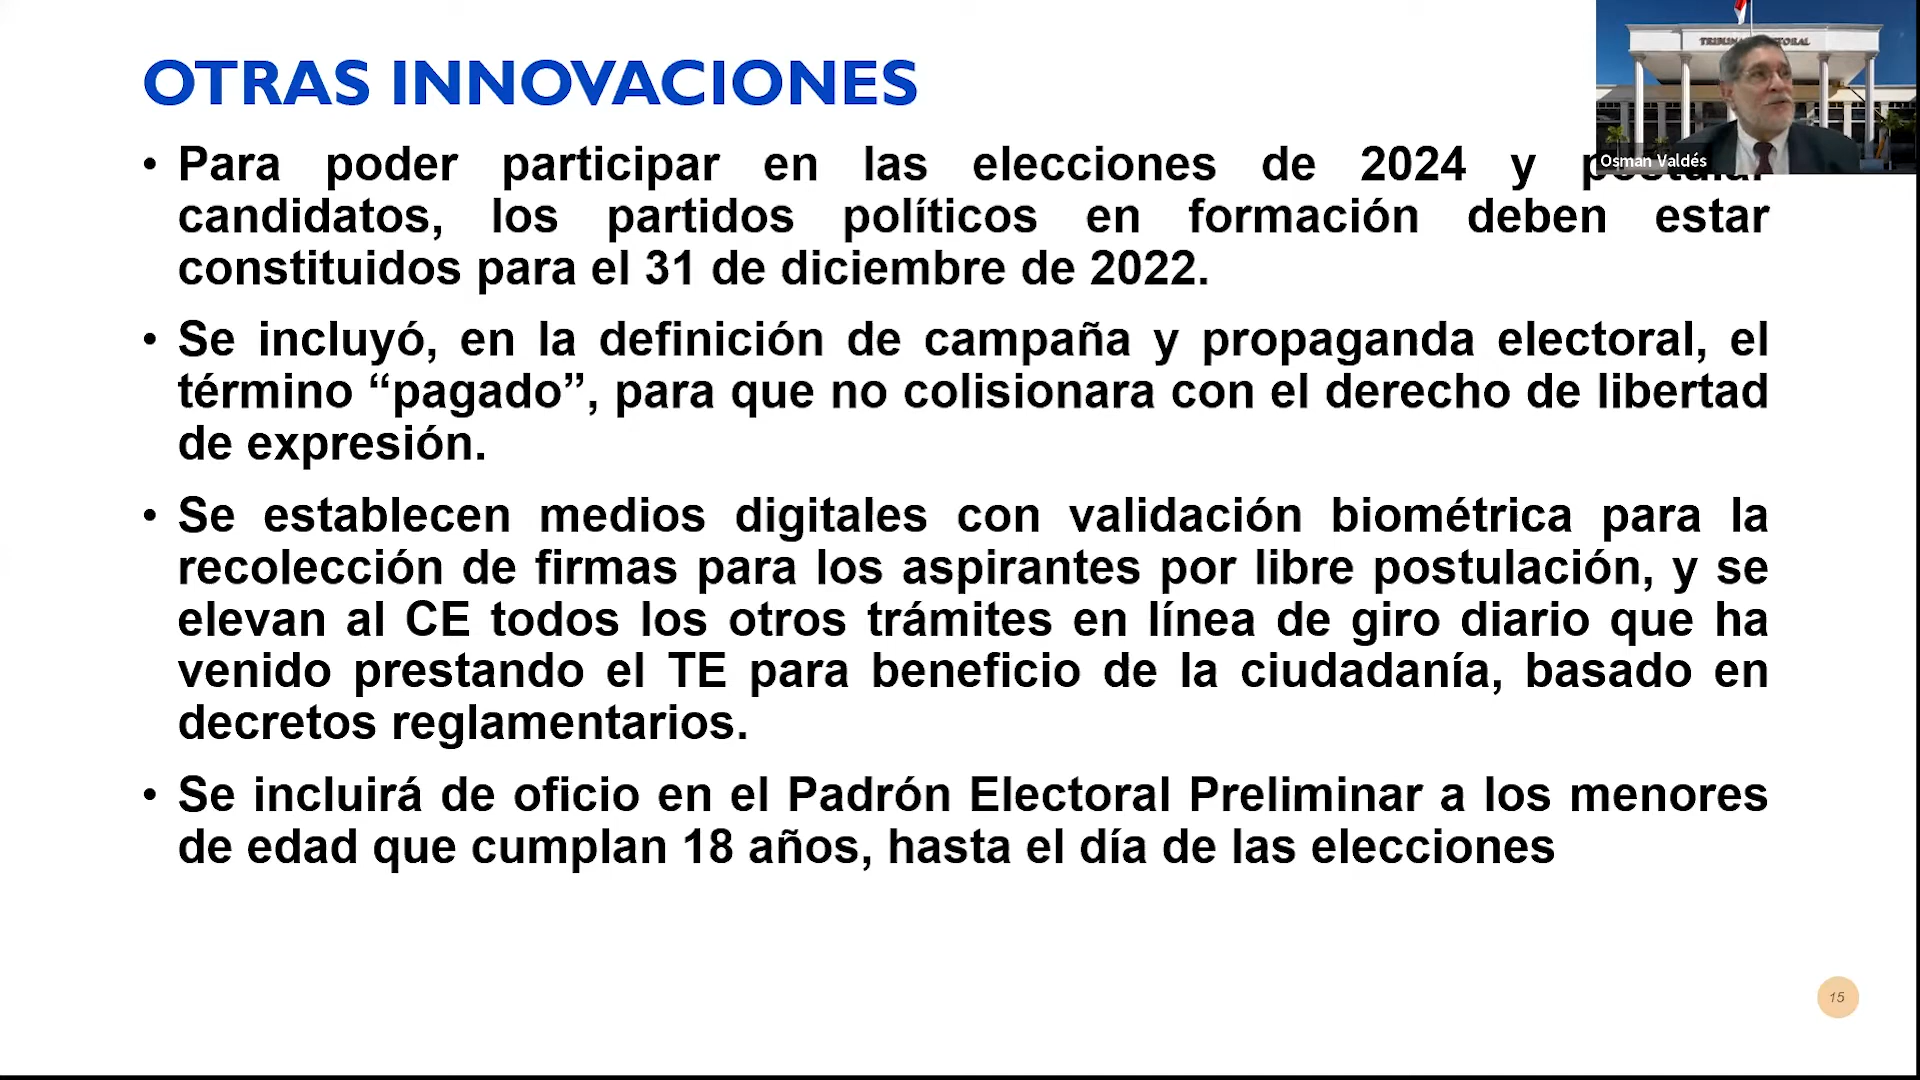 OTRAS INNOVACIONES
• Para poder participar en las elecciones de 2024 y postular
candidatos, los partidos políticos en formación deben estar
constituidos para el 31 de diciembre de 2022.
• Se incluyó, en la definición de campaña y propaganda electoral, el
término “pagado”, para que no colisionara con el derecho de libertad
de expresión.
• Se establecen medios digitales con validación biométrica para la
recolección de firmas para los aspirantes por libre postulación, y se
elevan al CE todos los otros trámites en línea de giro diario que ha
venido prestando el TE para beneficio de la ciudadanía, basado en
decretos reglamentarios.
• Se incluirá de oficio en el Padrón Electoral Preliminar a los menores
de edad que cumplan 18 años, hasta el día de las elecciones
Osman Valdés
15